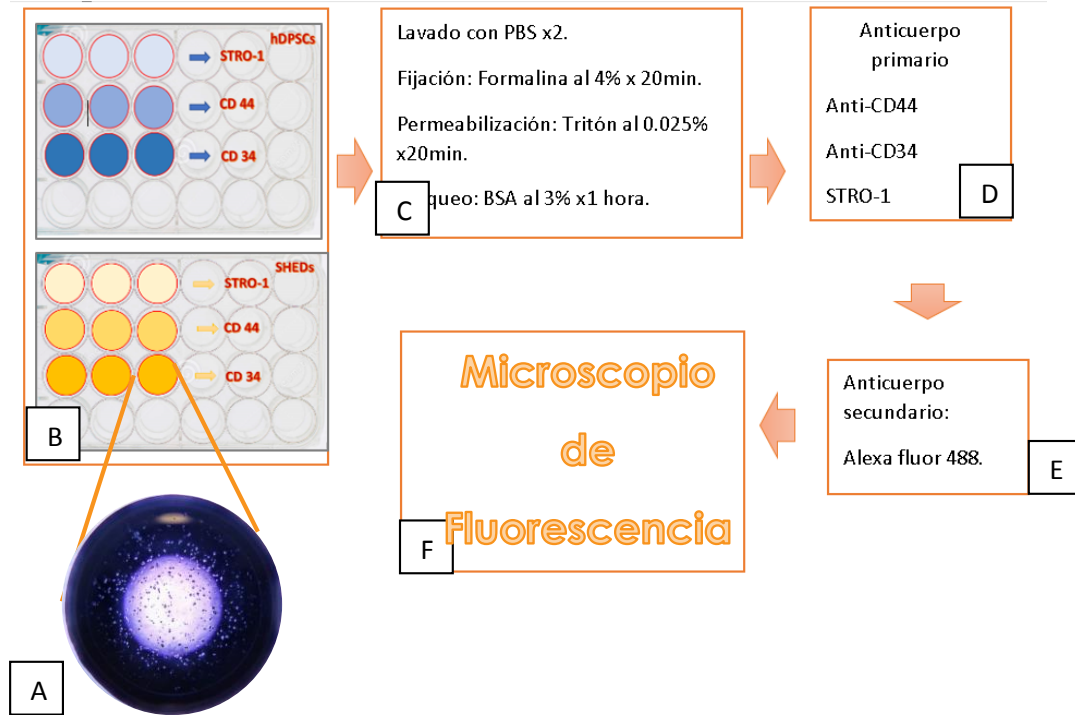 hDPSCs
STRO-1
CD 44
CD 34
SHEDs
STRO-1
CD 44
CD 34
B
A
Lavado con PBS x2.
Fijación: Formalina al 4% x 20min.
Permeabilización: Tritón al 0.025%
x20min.
queo: BSA al 3% x1 hora.
C
Anticuerpo
primario
Anti-CD44
Anti-CD34
STRO-1
D
Anticuerpo
secundario:
Alexa fluor 488.
E
Microscopio
de
Fluorescencia
F